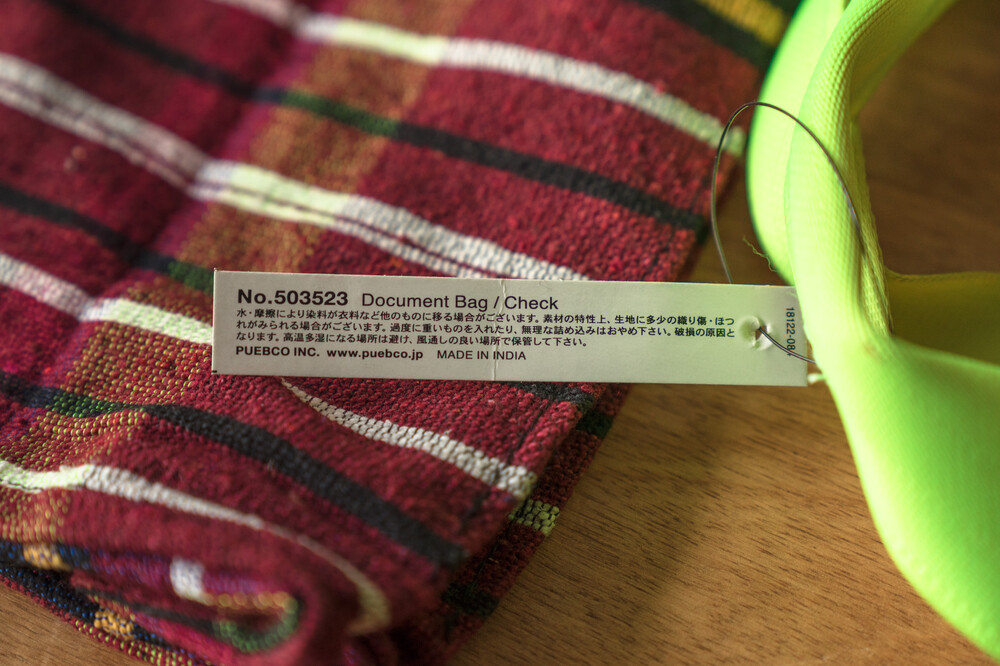 No.503523 Document Bag / Check
水・摩擦により染料が衣料など他のものに移る場合がございます。素材の特性上、生地に多少の織り傷・ほつ
れがみられる場合がございます。過度に重いものを入れたり、無理な詰め込みはおやめ下さい。破損の原因と
なります。高温多湿になる場所は避け、風通しの良い場所で保管して下さい。
PUEBCO INC. www.puebco.jp MADE IN INDIA
18122-08